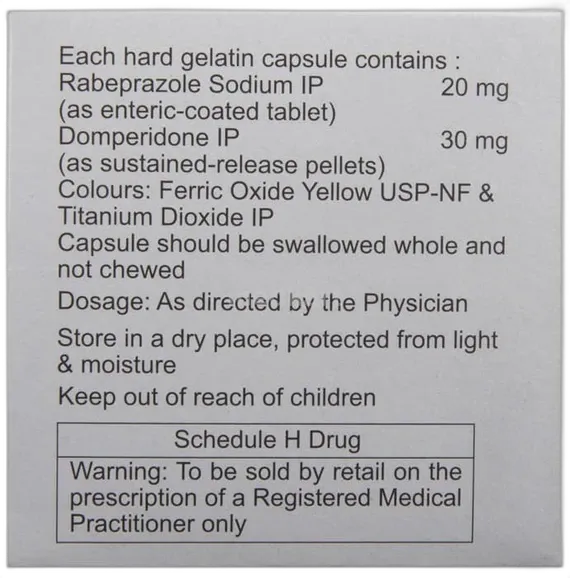 Each hard gelatin capsule contains :
Rabeprazole Sodium IP 20 mg
(as enteric-coated tablet)
Domperidone IP 30 mg
(as sustained-release pellets)
Colours: Ferric Oxide Yellow USP-NF &
Titanium Dioxide IP
Capsule should be swallowed whole and
not chewed
Dosage: As directed by the Physician
Store in a dry place, protected from light
& moisture
Keep out of reach of children
Schedule H Drug
Warning: To be sold by retail on the
prescription of a Registered Medical
Practitioner only